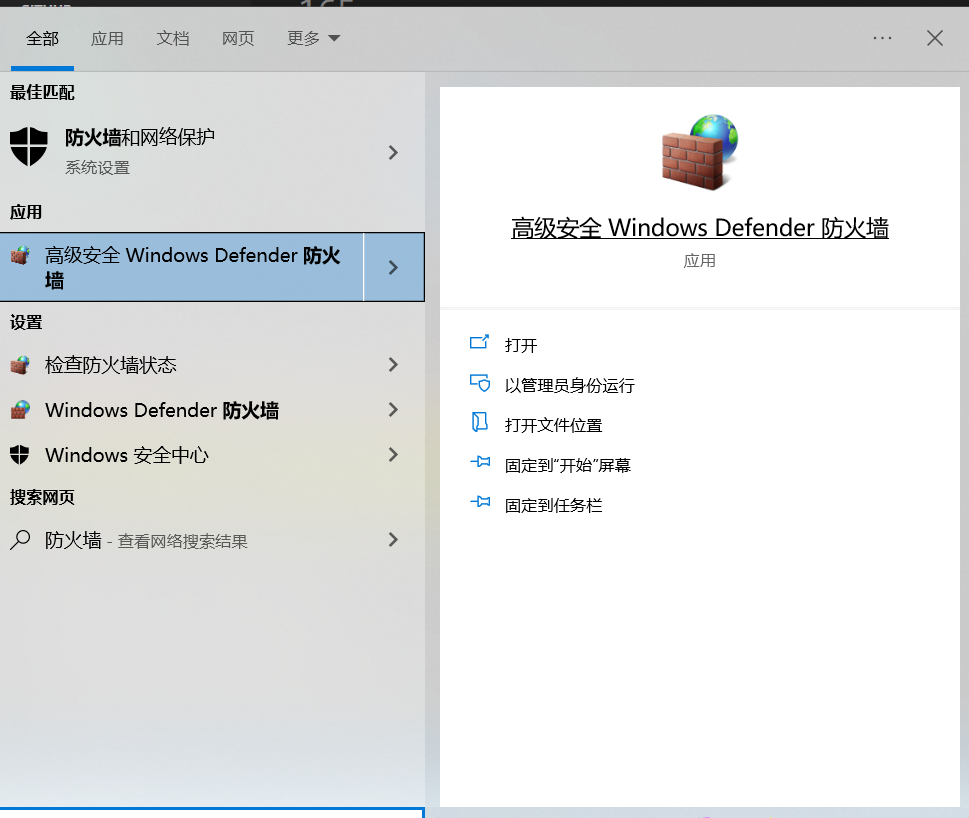 全部
应用
文档
网页
更多
最佳匹配
防火墙和网络保护
系统设置
应用
高级安全 Windows Defender 防火
墙
设置
检查防火墙状态
Windows Defender 防火墙
Windows 安全中心
搜索网页
防火墙 - 查看网络搜索结果
高级安全 Windows Defender 防火墙
应用
打开
以管理员身份运行
打开文件位置
固定到“开始”屏幕
固定到任务栏